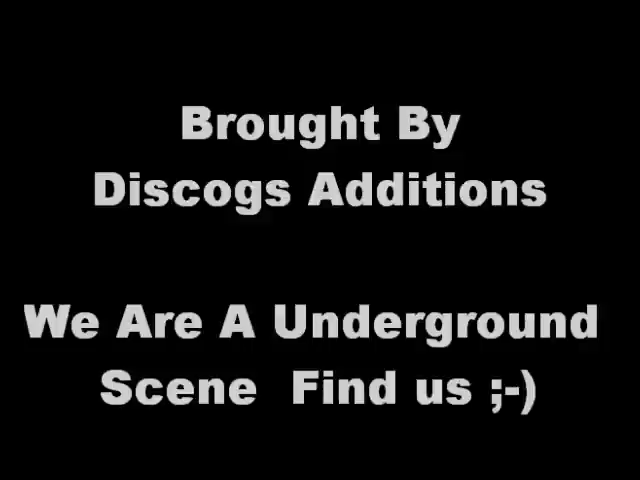 Brought By
Discogs Additions
We Are A Underground
Scene  Find us ;-)